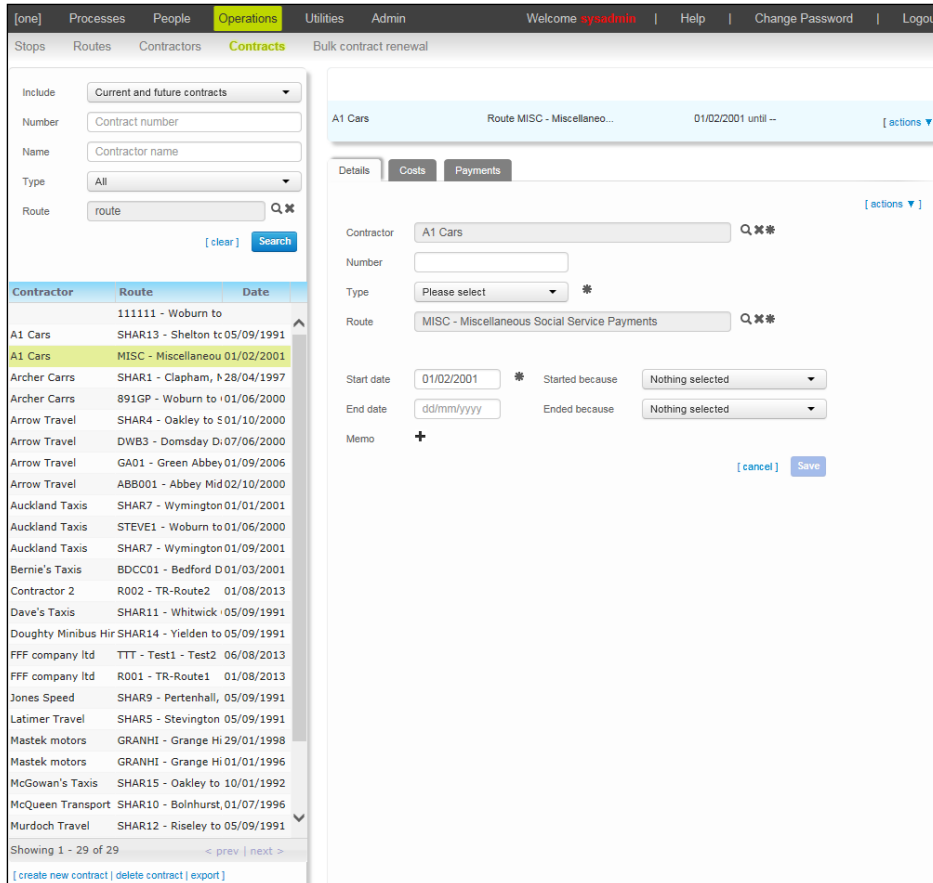 [one] Processes People Operations Utilities Admin Welcome sysadmin | Help | Change Password | Logou
Stops Routes Contractors Contracts Bulk contract renewal
Include Current and future contracts
Number Contract number
Name Contractor name
Type All
Route route
[ clear ] Search
Contractor Route Date
111111 - Woburn to
A1 Cars SHAR13 - Shelton tc 05/09/1991
A1 Cars MISC - Miscellaneou 01/02/2001
Archer Carrs SHAR1 - Clapham, 28/04/1997
Archer Carrs 891GP - Woburn to 01/06/2000
Arrow Travel SHAR4 - Oakley to S 01/10/2000
Arrow Travel DWB3 - Domsday D 07/06/2000
Arrow Travel GA01 - Green Abbey 01/09/2006
Arrow Travel ABB001 - Abbey Mid 02/10/2000
Auckland Taxis SHAR7 - Wymington 01/01/2001
Auckland Taxis STEVE1 - Woburn to 01/06/2000
Auckland Taxis SHAR7 - Wymington 01/09/2001
Bernie's Taxis BDCC01 - Bedford D 01/03/2001
Contractor 2 R002 - TR-Route2 01/08/2013
Dave's Taxis SHAR11 - Whitwick 05/09/1991
Doughty Minibus Hir SHAR14 - Yielden to 05/09/1991
FFF company ltd TTT - Test1 - Test2 06/08/2013
FFF company ltd R001 - TR-Route1 01/08/2013
Jones Speed SHAR9 - Pertenhall, 05/09/1991
Latimer Travel SHAR5 - Stevington 05/09/1991
Mastek motors GRANHI - Grange Hi 29/01/1998
Mastek motors GRANHI - Grange Hi 01/01/1996
McGowan's Taxis SHAR15 - Oakley to 10/01/1992
McQueen Transport SHAR10 - Bolnhurst, 01/07/1996
Murdoch Travel SHAR12 - Riseley to 05/09/1991
Showing 1 - 29 of 29 < prev | next >
[ create new contract | delete contract | export ]
A1 Cars Route MISC - Miscellaneo... 01/02/2001 until -- [ actions ▼
Details Costs Payments
[ actions ▼ ]
Contractor A1 Cars
Number
Type Please select
Route MISC - Miscellaneous Social Service Payments
Start date 01/02/2001 Started because Nothing selected
End date dd/mm/yyyy Ended because Nothing selected
Memo
[ cancel ] Save